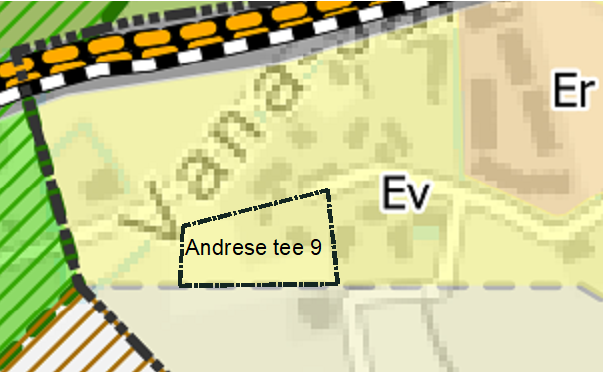 Vana
Er
Ev
Andrese tee 9